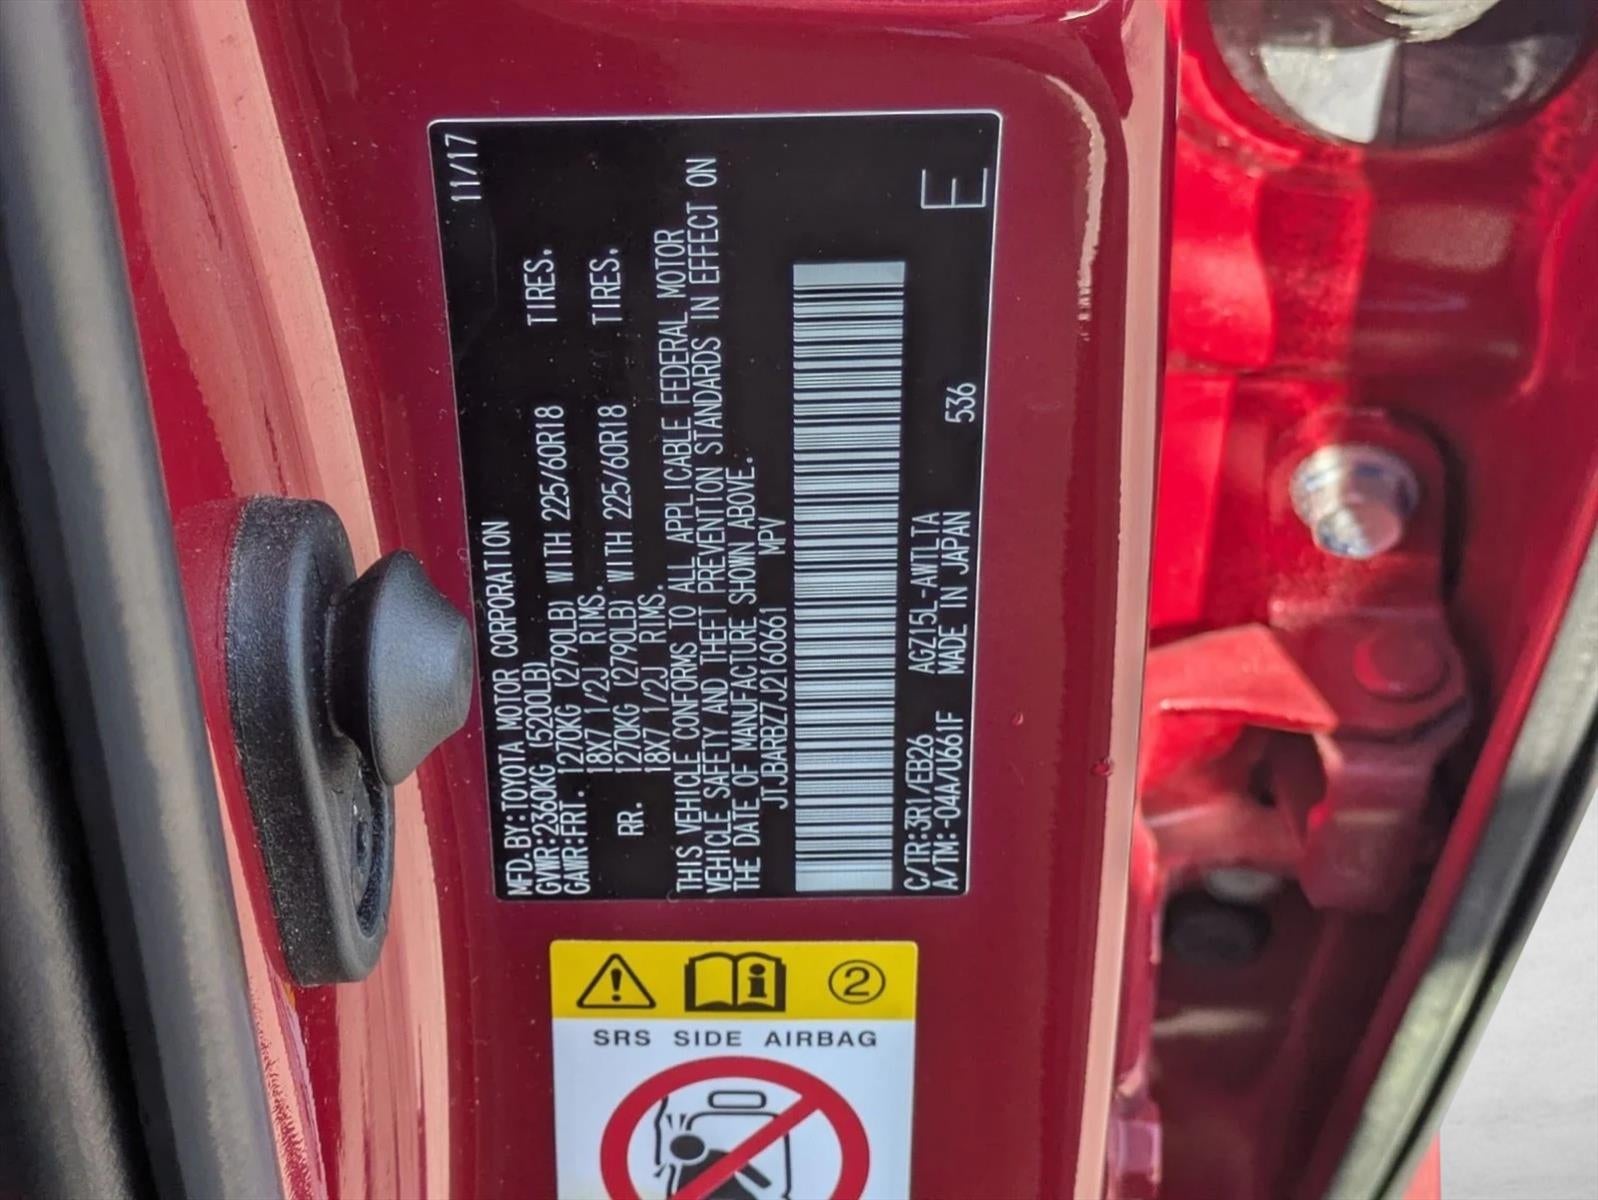 11/17
MFD.BY:TOYOTA MOTOR CORPORATION
GVWR:2360KG (5200LB)
GAWR:FRT. 1270KG (2790LB) WITH 225/60R18 TIRES.
18X7 1/2J RIMS.
RR. 1270KG (2790LB) WITH 225/60R18 TIRES.
18X7 1/2J RIMS.
THIS VEHICLE CONFORMS TO ALL APPLICABLE FEDERAL MOTOR
VEHICLE SAFETY AND THEFT PREVENTION STANDARDS IN EFFECT ON
THE DATE OF MANUFACTURE SHOWN ABOVE.
JTJBARBZ7J2160661 MPV
C/TR:3R1/EB26 AGZ15L-AWTLTA E
A/TM:-04A/U661F MADE IN JAPAN 536
2
SRS SIDE AIRBAG